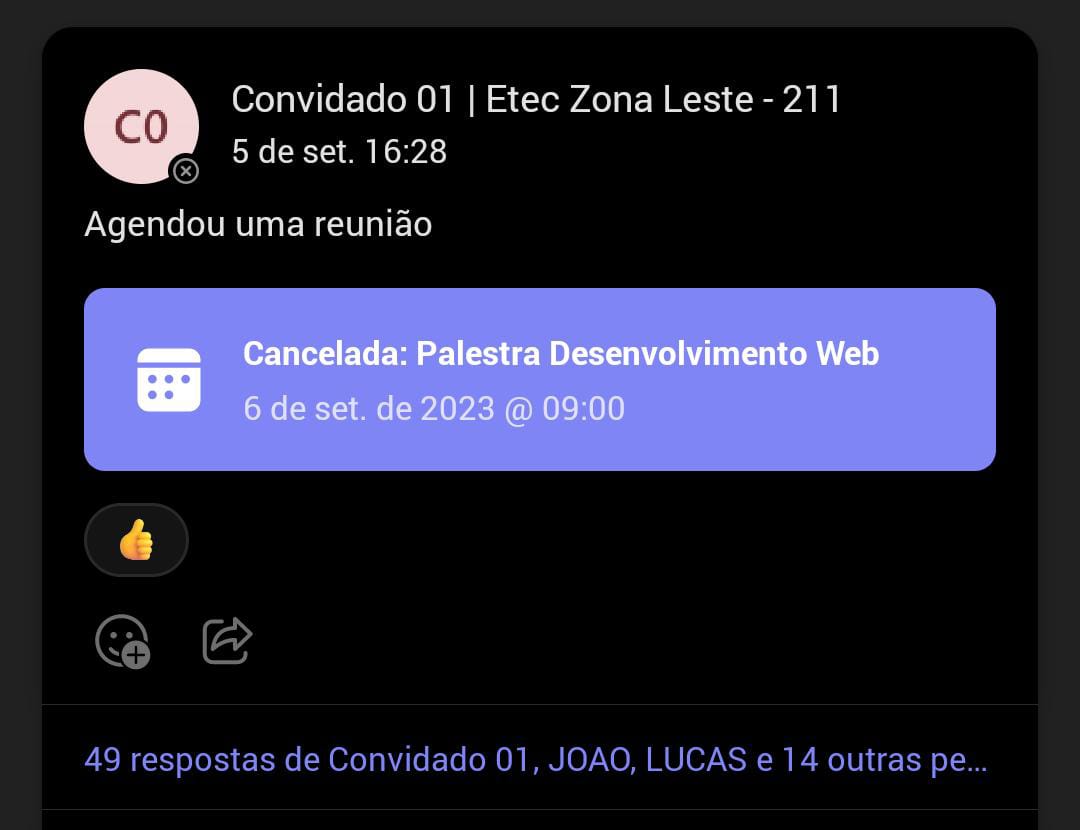 C0
Convidado 01 | Etec Zona Leste - 211
5 de set. 16:28
Agendou uma reunião
Cancelada: Palestra Desenvolvimento Web
6 de set. de 2023 @ 09:00
49 respostas de Convidado 01, JOAO, LUCAS e 14 outras pe...